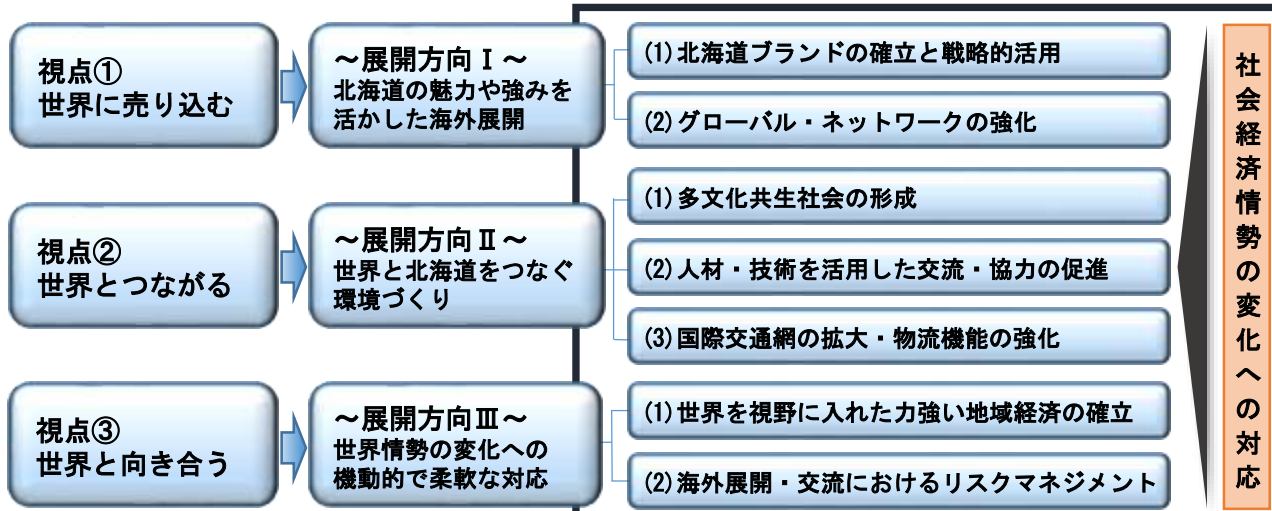 視点①
世界に売り込む
～展開方向Ⅰ～
北海道の魅力や強みを
活かした海外展開
(1)北海道ブランドの確立と戦略的活用
(2)グローバル・ネットワークの強化
視点②
世界とつながる
～展開方向Ⅱ～
世界と北海道をつなぐ
環境づくり
(1)多文化共生社会の形成
(2)人材・技術を活用した交流・協力の促進
(3)国際交通網の拡大・物流機能の強化
視点③
世界と向き合う
～展開方向Ⅲ～
世界情勢の変化への
機動的で柔軟な対応
(1)世界を視野に入れた力強い地域経済の確立
(2)海外展開・交流におけるリスクマネジメント
社会経済情勢の変化への対応